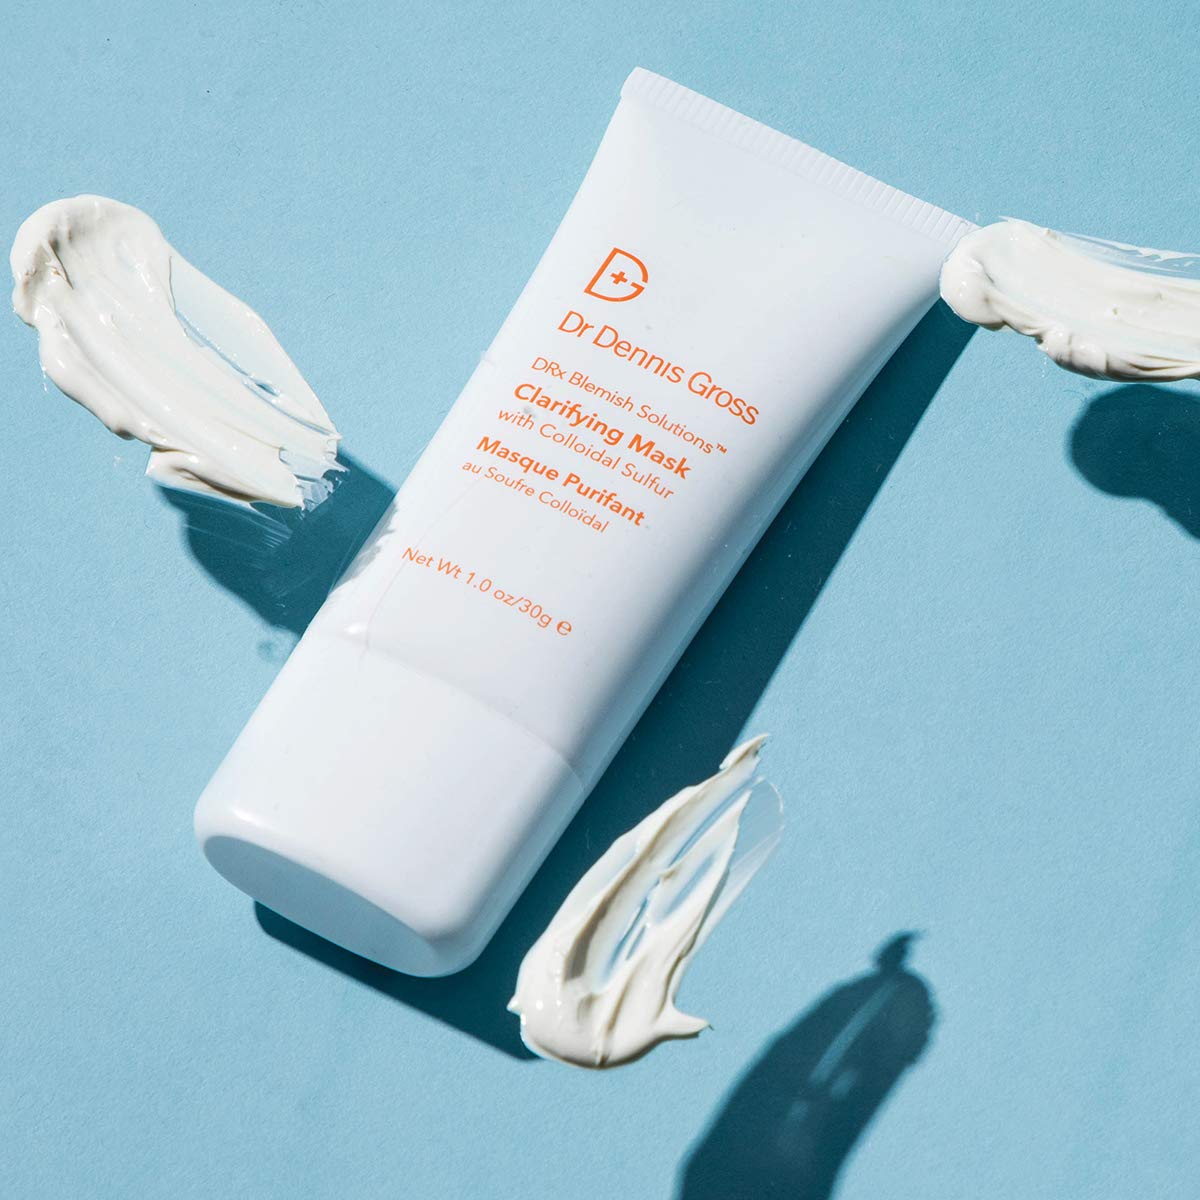 DG
Dr Dennis Gross
DRx Blemish Solutions™
Clarifying Mask
with Colloidal Sulfur
Masque Purifiant
au Soufre Colloïdal
Net Wt 1.0 oz/30g ℮